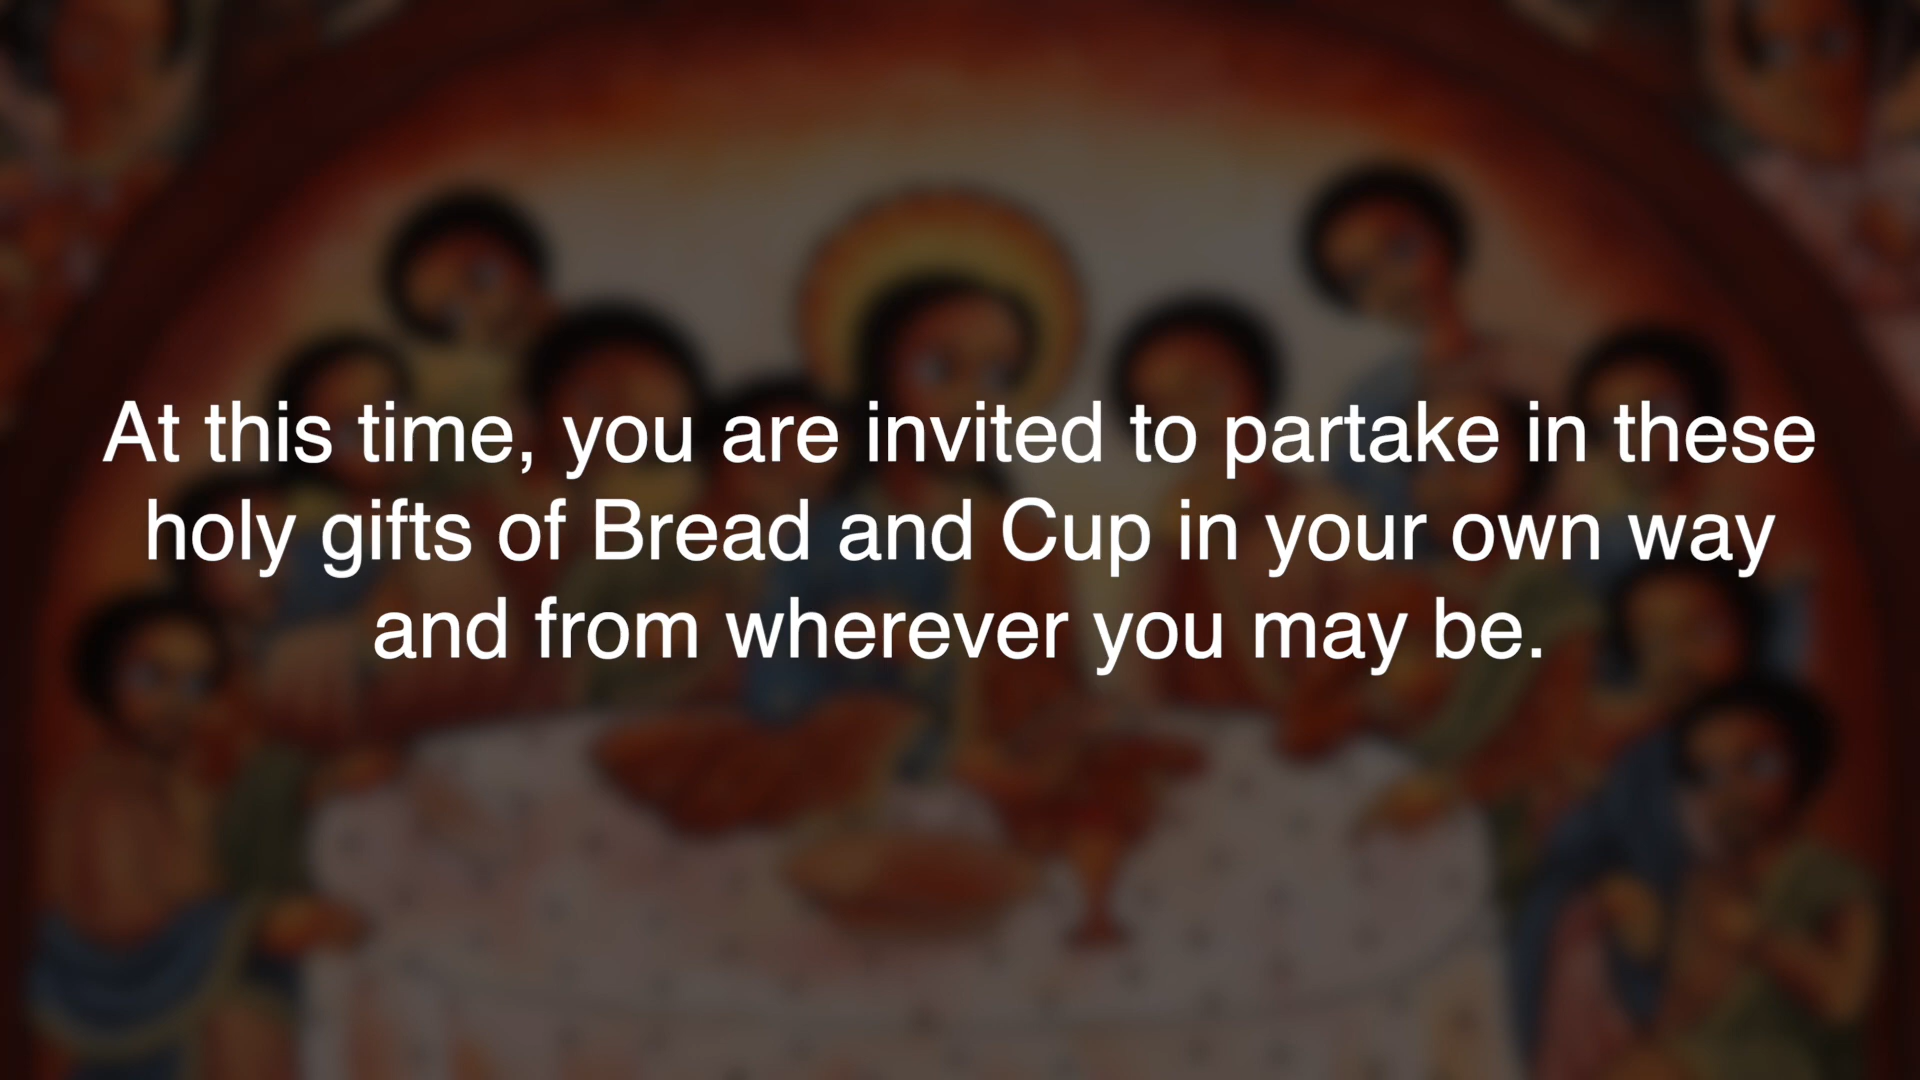 At this time, you are invited to partake in these
holy gifts of Bread and Cup in your own way
and from wherever you may be.